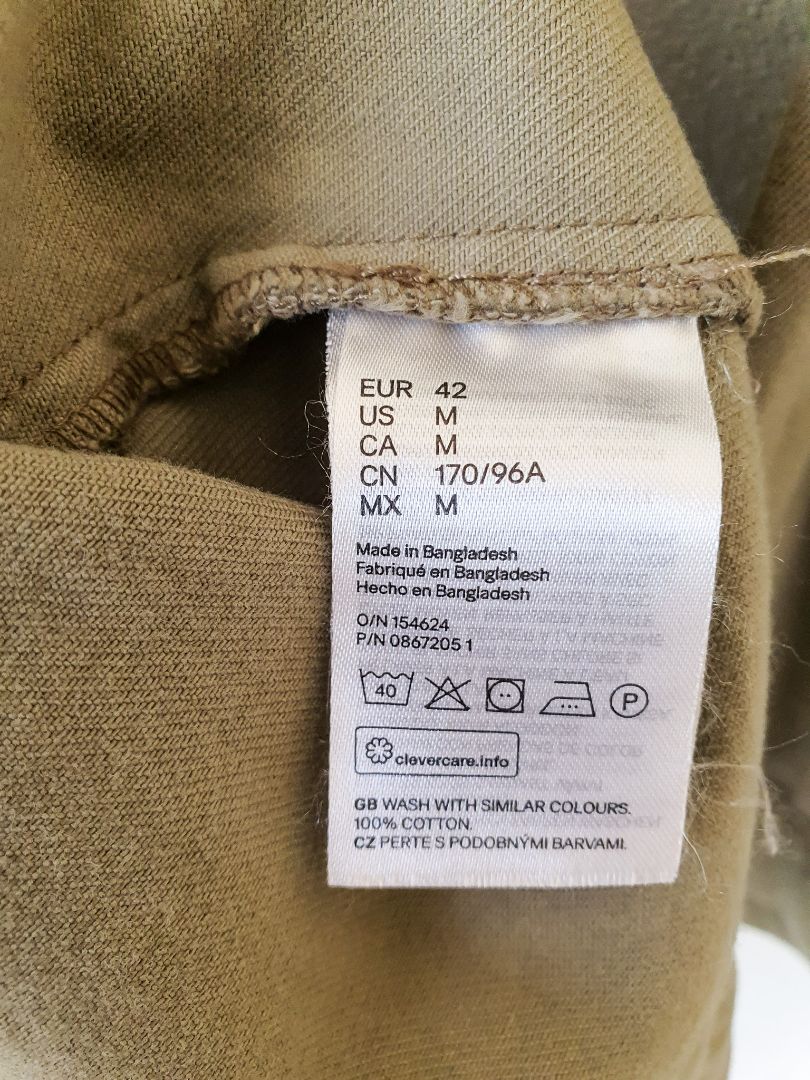 EUR 42
US M
CA M
CN 170/96A
MX M
Made in Bangladesh
Fabriqué en Bangladesh
Hecho en Bangladesh
O/N 154624
P/N 0867205 1
40 P
clevercare.info
GB WASH WITH SIMILAR COLOURS.
100% COTTON.
CZ PERTE S PODOBNÝMI BARVAMI.